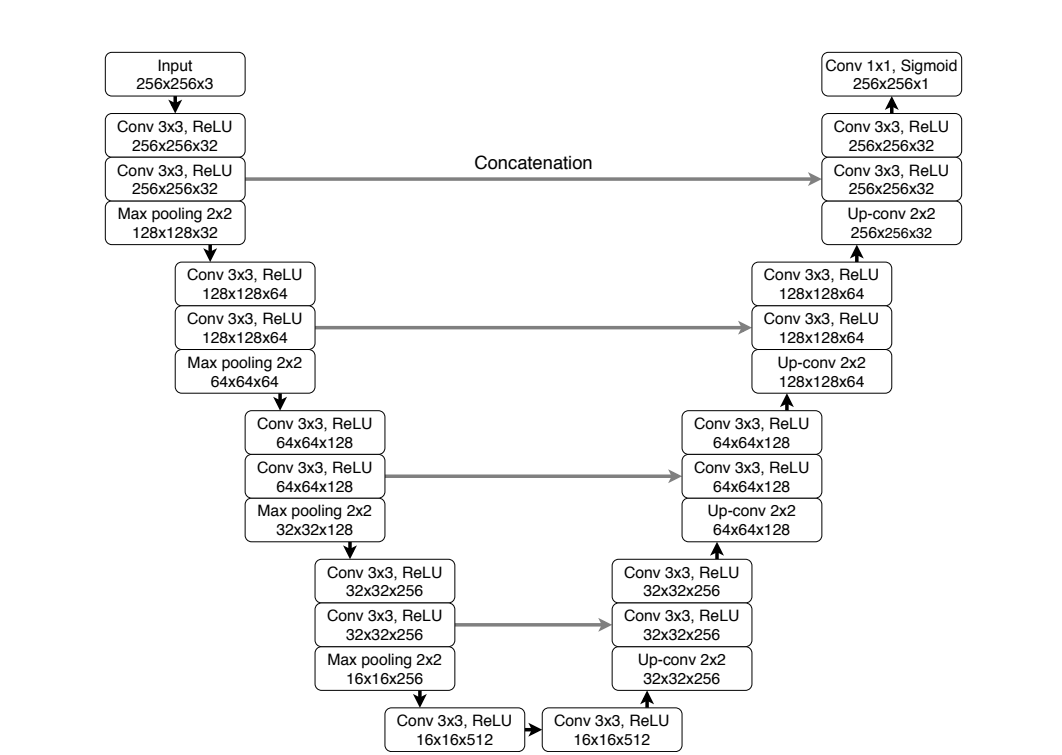 Input
256x256x3
Conv 3x3, ReLU
256x256x32
Conv 3x3, ReLU
256x256x32
Max pooling 2x2
128x128x32
Conv 3x3, ReLU
128x128x64
Conv 3x3, ReLU
128x128x64
Max pooling 2x2
64x64x64
Conv 3x3, ReLU
64x64x128
Conv 3x3, ReLU
64x64x128
Max pooling 2x2
32x32x128
Conv 3x3, ReLU
32x32x256
Conv 3x3, ReLU
32x32x256
Max pooling 2x2
16x16x256
Conv 3x3, ReLU
16x16x512
Conv 3x3, ReLU
16x16x512
Concatenation
Conv 1x1, Sigmoid
256x256x1
Conv 3x3, ReLU
256x256x32
Conv 3x3, ReLU
256x256x32
Up-conv 2x2
256x256x32
Conv 3x3, ReLU
128x128x64
Conv 3x3, ReLU
128x128x64
Up-conv 2x2
128x128x64
Conv 3x3, ReLU
64x64x128
Conv 3x3, ReLU
64x64x128
Up-conv 2x2
64x64x128
Conv 3x3, ReLU
32x32x256
Conv 3x3, ReLU
32x32x256
Up-conv 2x2
32x32x256